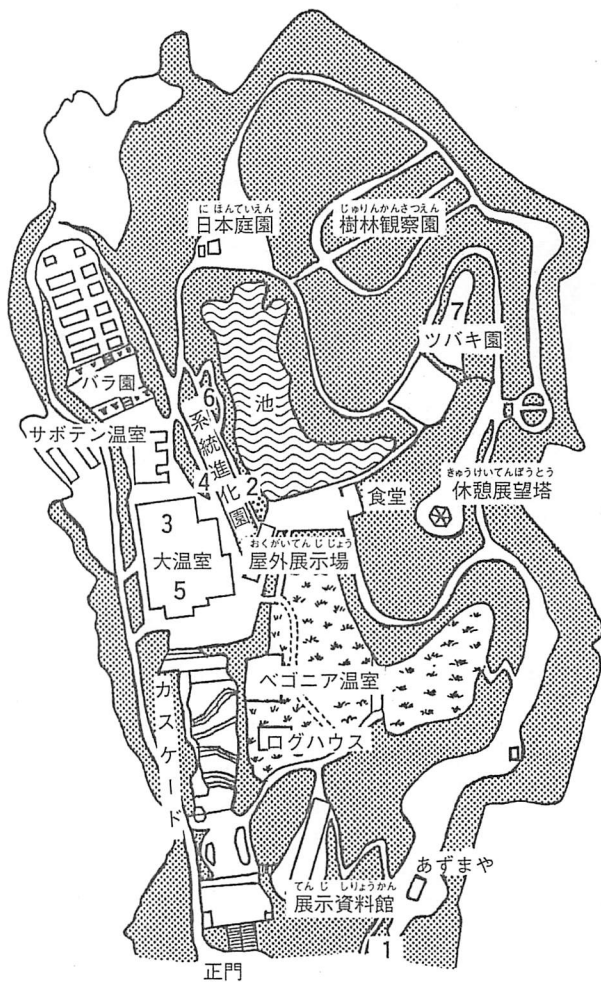 にほんていえん
日本庭園
じゅりんかんさつえん
樹林観察園
7
ツバキ園
バラ園
6
池
系統進化園
サボテン温室
4
2
きゅうけいてんぼうとう
休憩展望塔
食堂
3
大温室
5
おくがいてんじじょう
屋外展示場
ベゴニア温室
カスケード
ログハウス
あずまや
てんじしりょうかん
展示資料館
1
正門